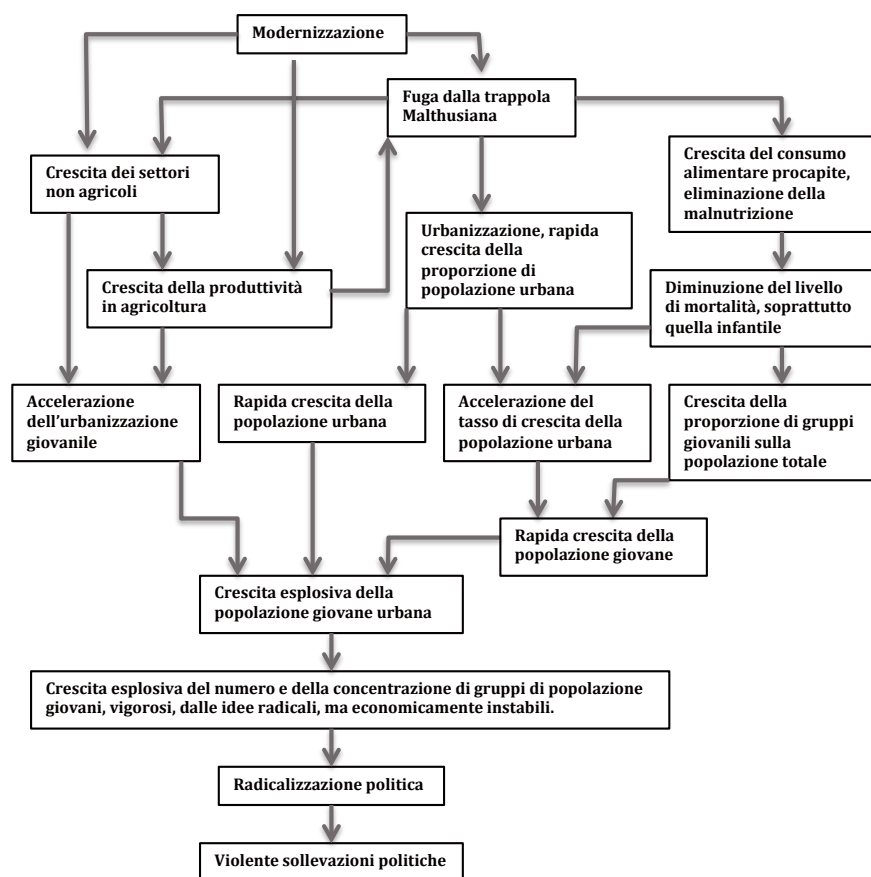 Modernizzazione
Fuga dalla trappola
Malthusiana
Crescita dei settori
non agricoli
Crescita del consumo
alimentare procapite,
eliminazione della
malnutrizione
Urbanizzazione, rapida
crescita della
proporzione di
popolazione urbana
Crescita della produttività
in agricoltura
Diminuzione del livello
di mortalità, soprattutto
quella infantile
Accelerazione
dell'urbanizzazione
giovanile
Rapida crescita della
popolazione urbana
Accelerazione del
tasso di crescita della
popolazione urbana
Crescita della
proporzione di gruppi
giovanili sulla
popolazione totale
Rapida crescita della
popolazione giovane
Crescita esplosiva della
popolazione giovane urbana
Crescita esplosiva del numero e della concentrazione di gruppi di popolazione
giovani, vigorosi, dalle idee radicali, ma economicamente instabili.
Radicalizzazione politica
Violente sollevazioni politiche